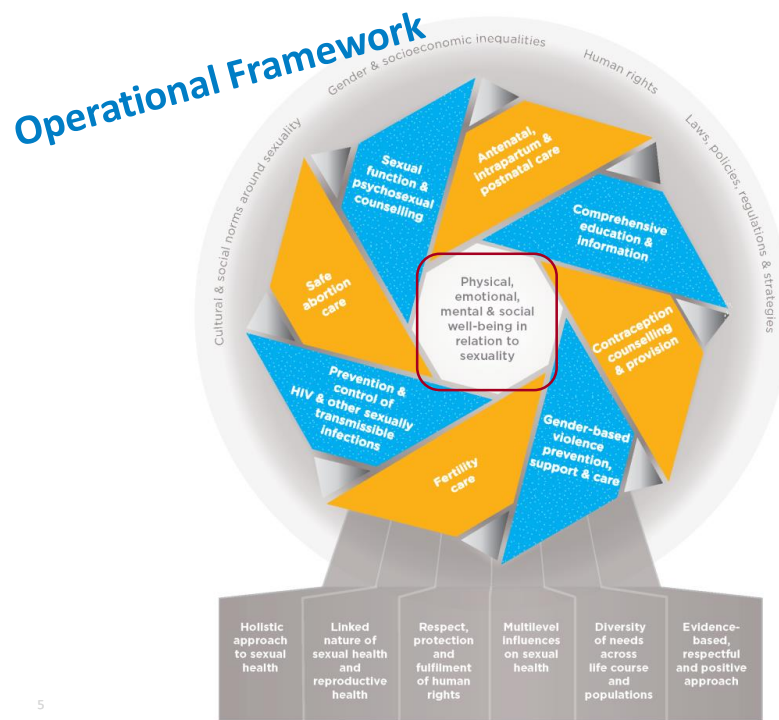 Operational Framework
Cultural & social norms around sexuality
Gender & socioeconomic inequalities
Human rights
Laws, policies, regulations & strategies
Sexual
function &
psychosexual
counselling
Antenatal,
intrapartum &
postnatal care
Comprehensive
education &
information
Safe
abortion
care
Physical,
emotional,
mental & social
well-being in
relation to
sexuality
Contraception
counselling
& provision
Prevention &
control of
HIV & other sexually
transmissible
infections
Fertility
care
Gender-based
violence
prevention,
support & care
Holistic
approach
to sexual
health
Linked
nature of
sexual health
and
reproductive
health
Respect,
protection
and
fulfilment
of human
rights
Multilevel
influences
on sexual
health
Diversity
of needs
across
life course
and
populations
Evidence-
based,
respectful
and positive
approach
5